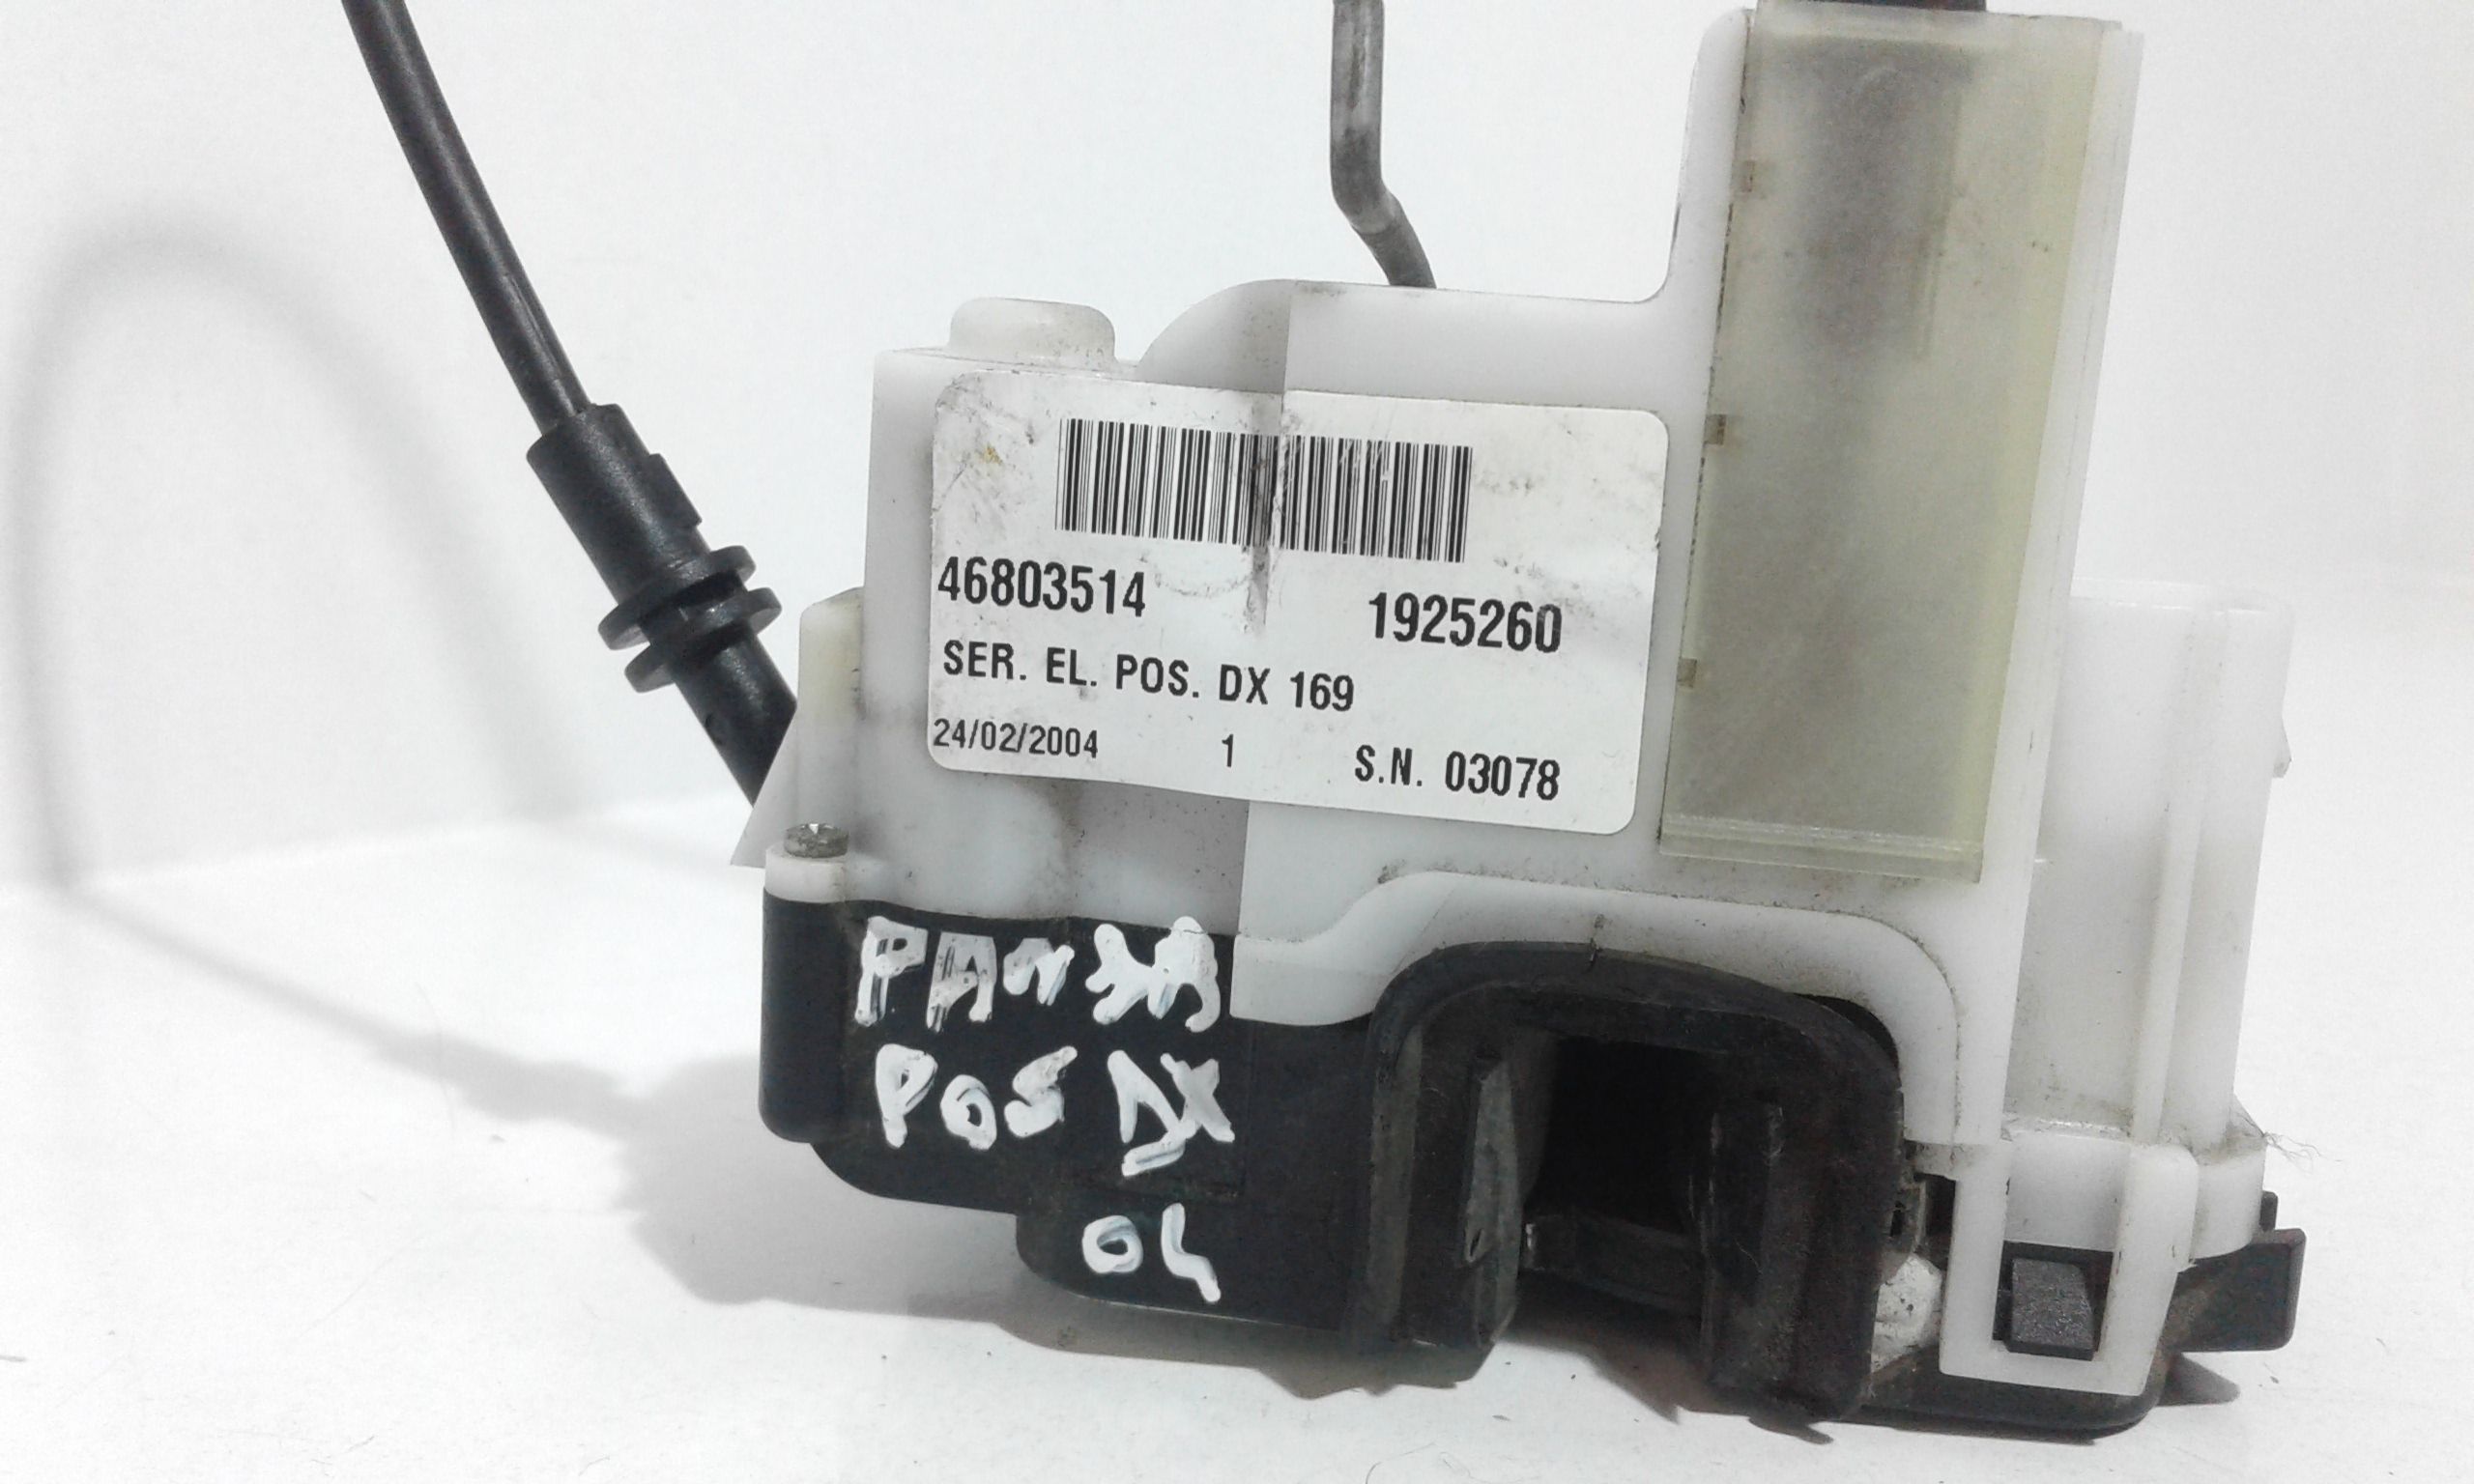 46803514 1925260
SER. EL. POS. DX 169
24/02/2004 1 S.N. 03078
PANDA
POS DX
04